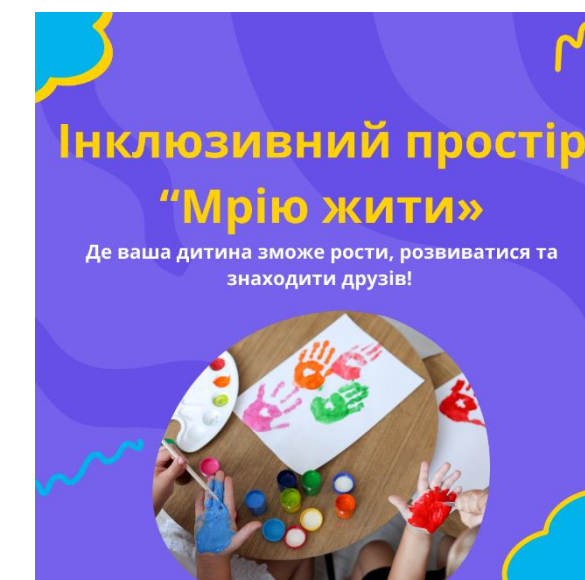 Інклюзивний простір
“Мрію жити»
Де ваша дитина зможе рости, розвиватися та
знаходити друзів!